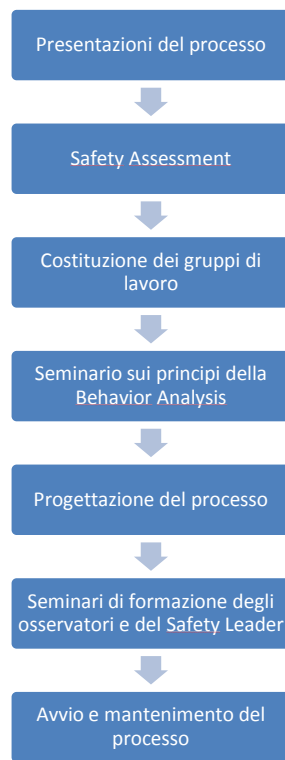 Presentazioni del processo
Safety Assessment
Costituzione dei gruppi di
lavoro
Seminario sui principi della
Behavior Analysis
Progettazione del processo
Seminari di formazione degli
osservatori e del Safety Leader
Avvio e mantenimento del
processo